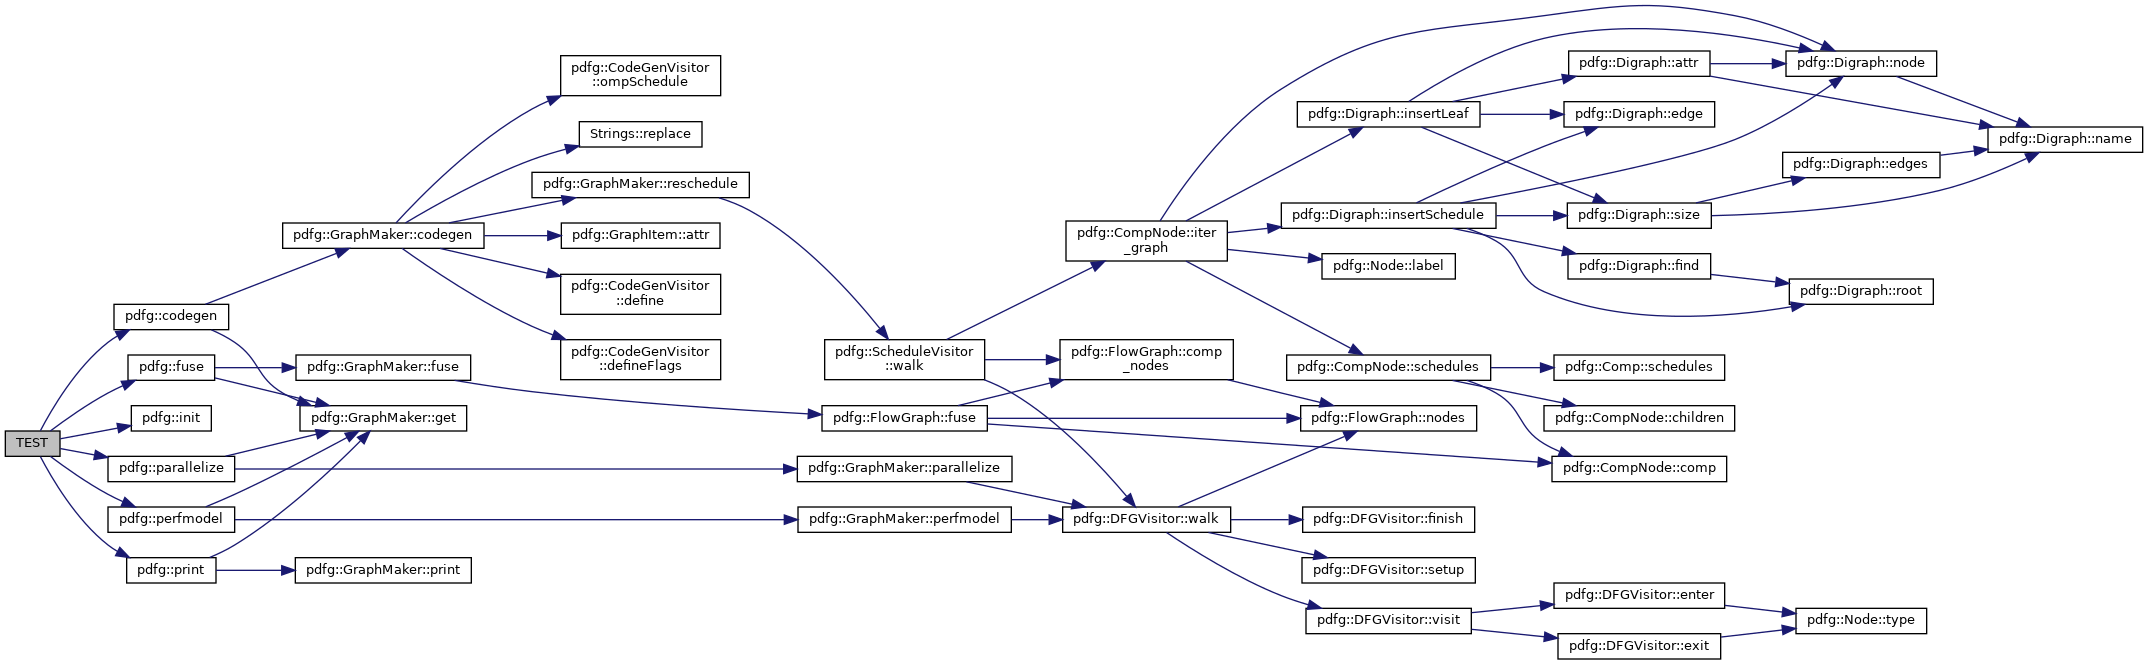 TEST
pdfg::codegen
pdfg::fuse
pdfg::init
pdfg::parallelize
pdfg::perfmodel
pdfg::print
pdfg::GraphMaker::codegen
pdfg::GraphMaker::fuse
pdfg::GraphMaker::get
pdfg::GraphMaker::print
pdfg::CodeGenVisitor
::ompSchedule
Strings::replace
pdfg::GraphMaker::reschedule
pdfg::GraphItem::attr
pdfg::CodeGenVisitor
::define
pdfg::CodeGenVisitor
::defineFlags
pdfg::ScheduleVisitor
::walk
pdfg::FlowGraph::fuse
pdfg::GraphMaker::parallelize
pdfg::GraphMaker::perfmodel
pdfg::CompNode::iter
_graph
pdfg::FlowGraph::comp
_nodes
pdfg::DFGVisitor::walk
pdfg::Digraph::insertLeaf
pdfg::Digraph::insertSchedule
pdfg::Node::label
pdfg::CompNode::schedules
pdfg::FlowGraph::nodes
pdfg::DFGVisitor::finish
pdfg::DFGVisitor::setup
pdfg::DFGVisitor::visit
pdfg::Digraph::attr
pdfg::Digraph::edge
pdfg::Digraph::size
pdfg::Digraph::find
pdfg::Comp::schedules
pdfg::CompNode::children
pdfg::CompNode::comp
pdfg::DFGVisitor::enter
pdfg::DFGVisitor::exit
pdfg::Digraph::node
pdfg::Digraph::edges
pdfg::Digraph::root
pdfg::Node::type
pdfg::Digraph::name